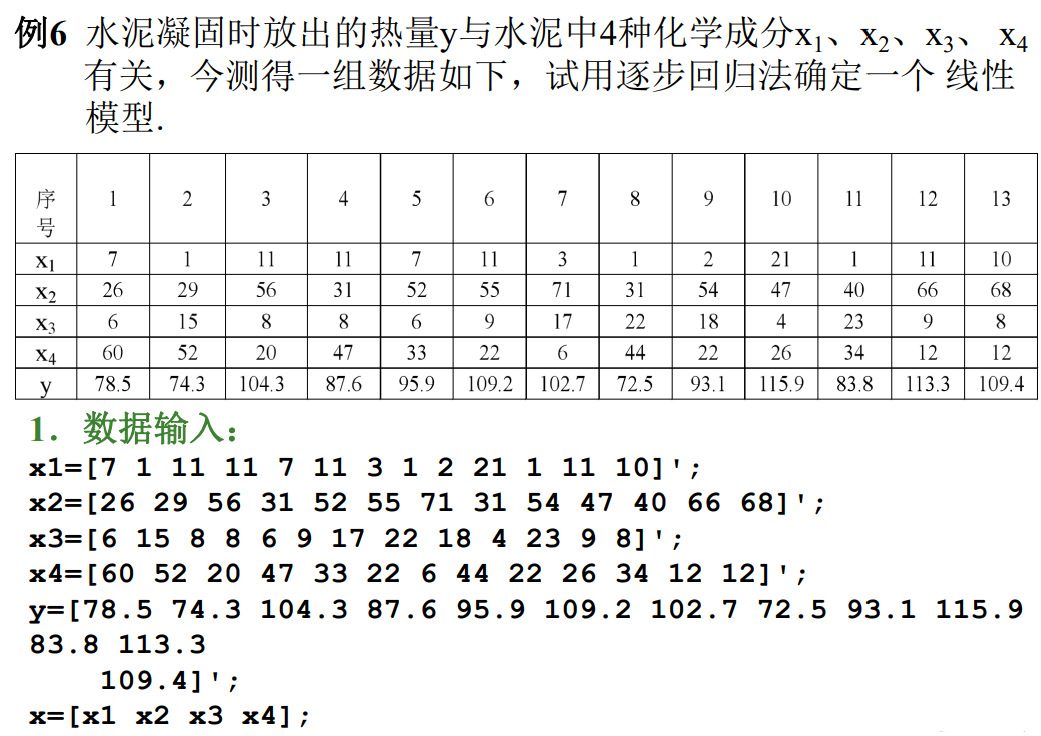 例6 水泥凝固时放出的热量y与水泥中4种化学成分x₁、x₂、x₃、 x₄
有关，今测得一组数据如下，试用逐步回归法确定一个 线性
模型.
序号 1 2 3 4 5 6 7 8 9 10 11 12 13
x₁ 7 1 11 11 7 11 3 1 2 21 1 11 10
x₂ 26 29 56 31 52 55 71 31 54 47 40 66 68
x₃ 6 15 8 8 6 9 17 22 18 4 23 9 8
x₄ 60 52 20 47 33 22 6 44 22 26 34 12 12
y 78.5 74.3 104.3 87.6 95.9 109.2 102.7 72.5 93.1 115.9 83.8 113.3 109.4
1．数据输入：
x1=[7 1 11 11 7 11 3 1 2 21 1 11 10]';
x2=[26 29 56 31 52 55 71 31 54 47 40 66 68]';
x3=[6 15 8 8 6 9 17 22 18 4 23 9 8]';
x4=[60 52 20 47 33 22 6 44 22 26 34 12 12]';
y=[78.5 74.3 104.3 87.6 95.9 109.2 102.7 72.5 93.1 115.9
83.8 113.3
109.4]';
x=[x1 x2 x3 x4];